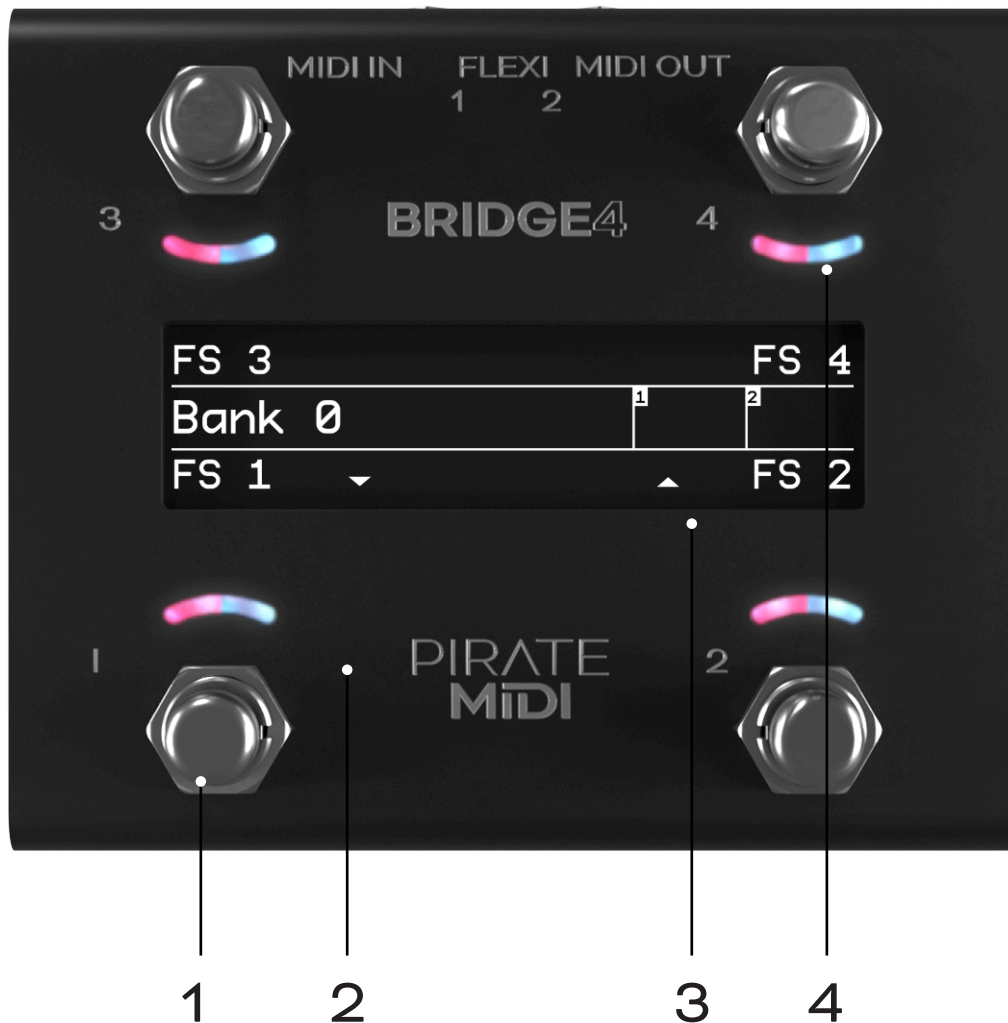 MIDI IN FLEXI MIDI OUT
1 2
3 BRIDGE4 4
FS 3 FS 4
Bank 0 1 2
FS 1 FS 2
1 PIRATE 2
MIDI
1 2 3 4